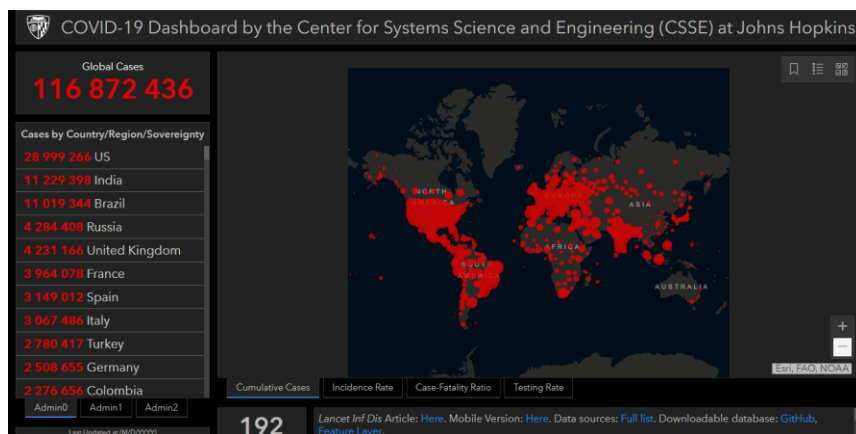 COVID-19 Dashboard by the Center for Systems Science and Engineering (CSSE) at Johns Hopkins
Global Cases
116 872 436
Cases by Country/Region/Sovereignty
28 999 266 US
11 229 398 India
11 019 344 Brazil
4 284 408 Russia
4 231 166 United Kingdom
3 964 078 France
3 149 012 Spain
3 067 486 Italy
2 780 417 Turkey
2 508 655 Germany
2 276 656 Colombia
Admin0 Admin1 Admin2
Last Updated at (M/D/YYYY)
NORTH
AMERICA
EUROPE
ASIA
AFRICA
SOUTH
AMERICA
AUSTRALIA
+
−
Esri, FAO, NOAA
Cumulative Cases Incidence Rate Case-Fatality Ratio Testing Rate
192
Lancet Inf Dis Article: Here. Mobile Version: Here. Data sources: Full list. Downloadable database: GitHub,
Feature Layer.